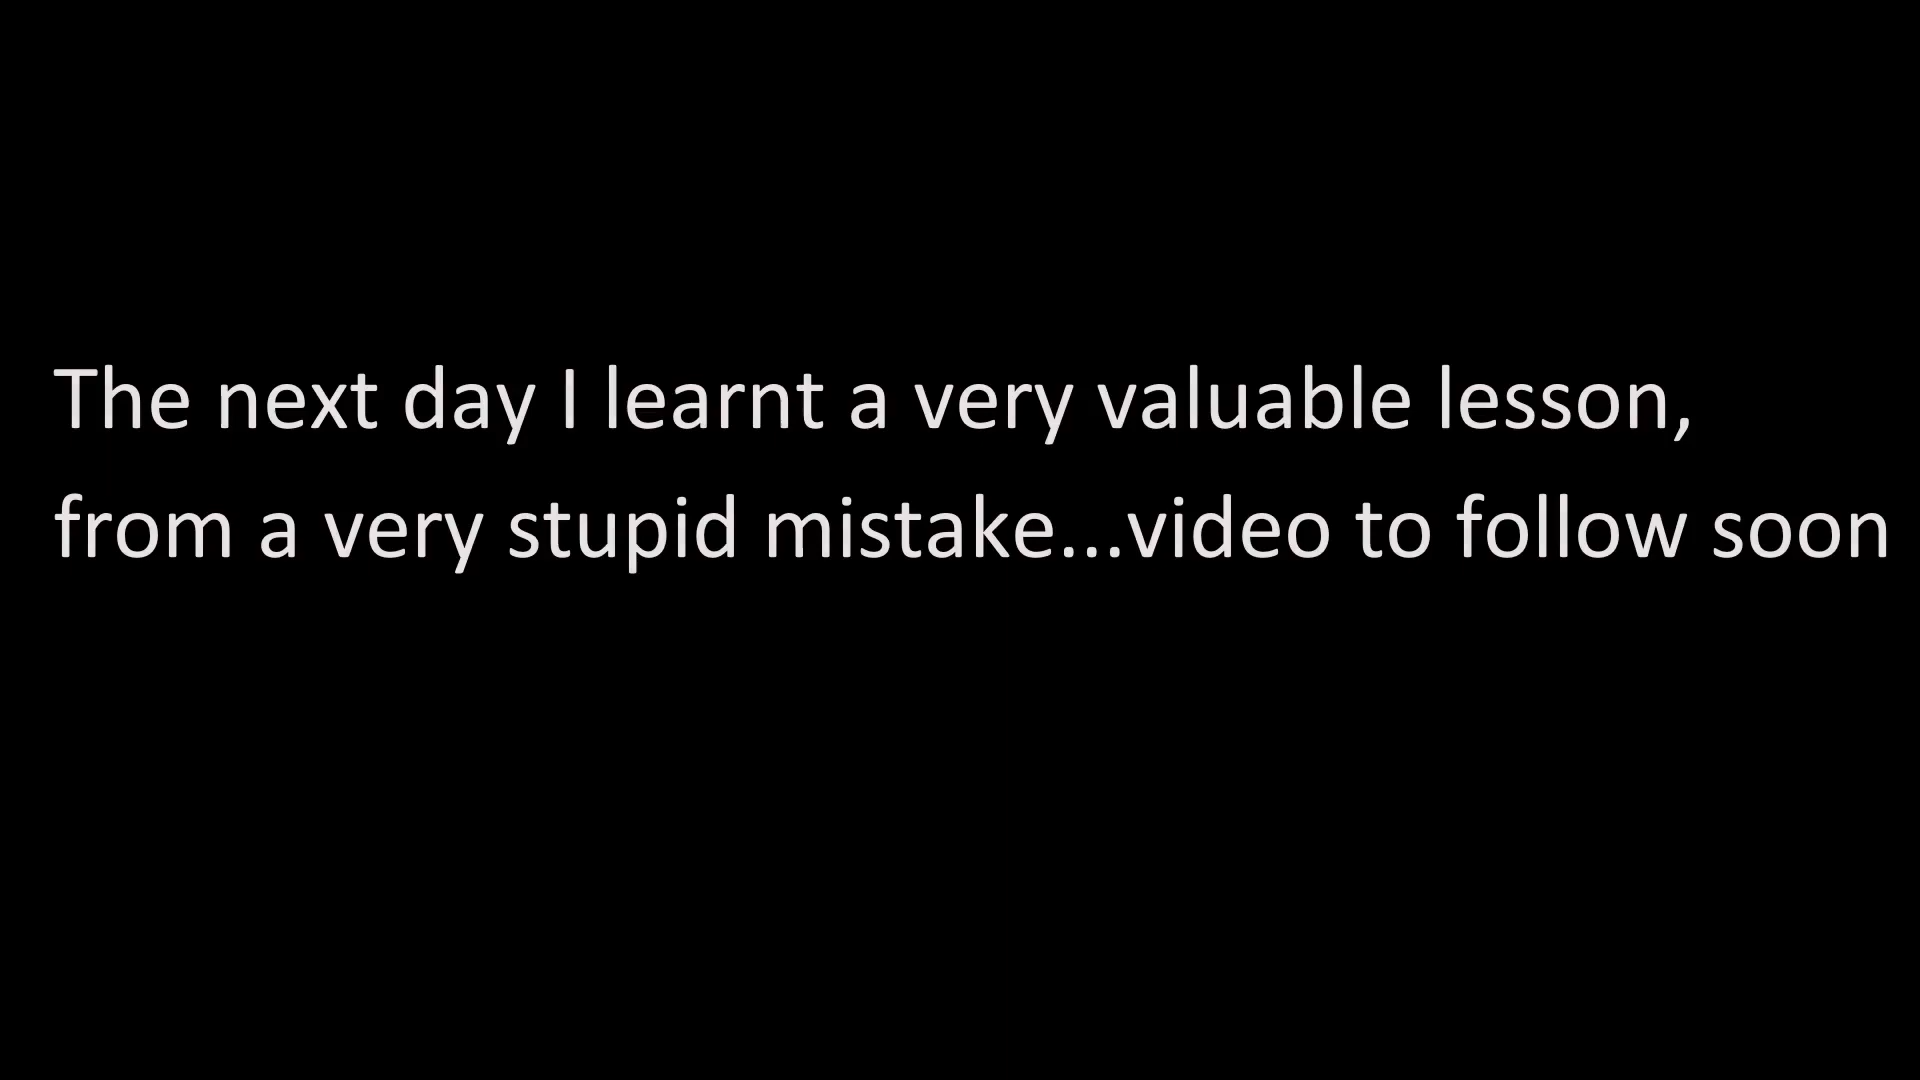 The next day I learnt a very valuable lesson,
from a very stupid mistake...video to follow soon